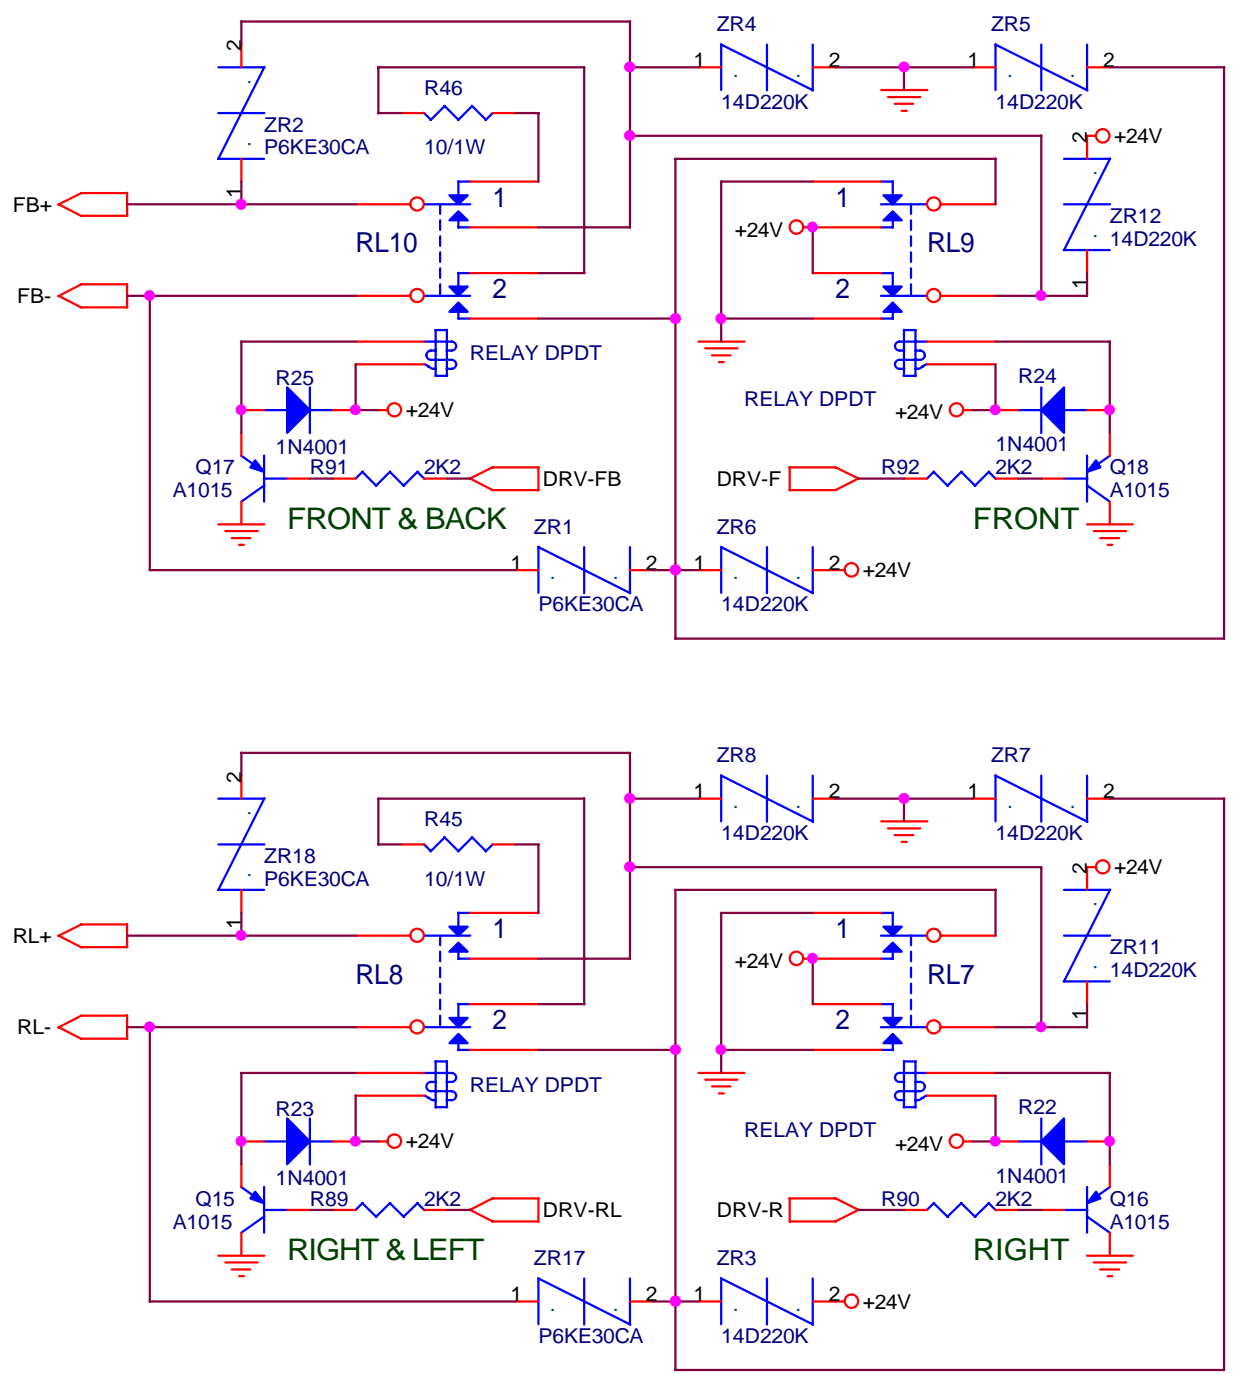 ZR4
ZR5
2
1
2
1
2
R46
14D220K
14D220K
ZR2
P6KE30CA
10/1W
2
+24V
1
1
1
FB+
ZR12
14D220K
RL10
+24V
RL9
FB-
2
2
1
RELAY DPDT
R25
R24
RELAY DPDT
+24V
+24V
1N4001
1N4001
Q17
A1015
R91
2K2
DRV-FB
DRV-F
R92
2K2
Q18
A1015
FRONT & BACK
FRONT
ZR1
ZR6
1
2
1
2
+24V
P6KE30CA
14D220K
ZR8
ZR7
2
1
2
1
2
R45
14D220K
14D220K
ZR18
P6KE30CA
10/1W
2
+24V
1
1
1
RL+
ZR11
14D220K
RL8
+24V
RL7
RL-
2
2
1
RELAY DPDT
R23
R22
RELAY DPDT
+24V
+24V
1N4001
1N4001
Q15
A1015
R89
2K2
DRV-RL
DRV-R
R90
2K2
Q16
A1015
RIGHT & LEFT
RIGHT
ZR17
ZR3
1
2
1
2
+24V
P6KE30CA
14D220K